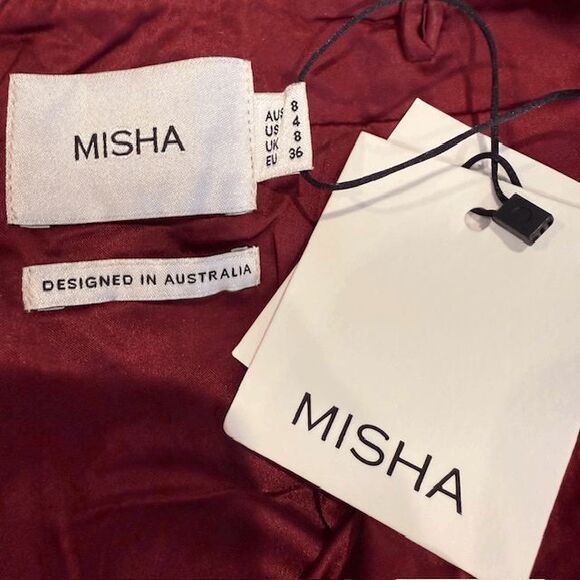 MISHA
AUS 8
US 4
UK 8
EU 36
DESIGNED IN AUSTRALIA
MISHA